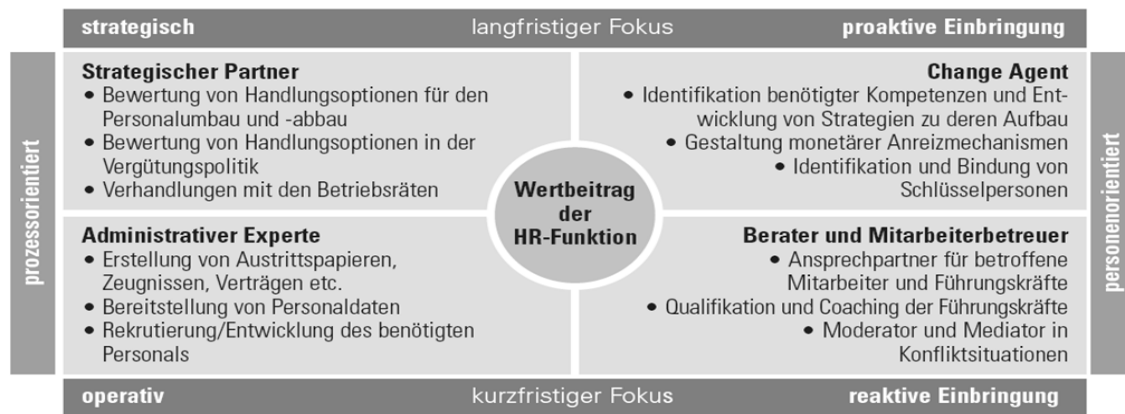 strategisch langfristiger Fokus proaktive Einbringung
prozessorientiert
Strategischer Partner
• Bewertung von Handlungsoptionen für den
Personalumbau und -abbau
• Bewertung von Handlungsoptionen in der
Vergütungspolitik
• Verhandlungen mit den Betriebsräten
Change Agent
• Identifikation benötigter Kompetenzen und Ent-
wicklung von Strategien zu deren Aufbau
• Gestaltung monetärer Anreizmechanismen
• Identifikation und Bindung von
Schlüsselpersonen
Wertbeitrag
der
HR-Funktion
Administrativer Experte
• Erstellung von Austrittspapieren,
Zeugnissen, Verträgen etc.
• Bereitstellung von Personaldaten
• Rekrutierung/Entwicklung des benötigten
Personals
Berater und Mitarbeiterbetreuer
• Ansprechpartner für betroffene
Mitarbeiter und Führungskräfte
• Qualifikation und Coaching der Führungskräfte
• Moderator und Mediator in
Konfliktsituationen
personenorientiert
operativ kurzfristiger Fokus reaktive Einbringung